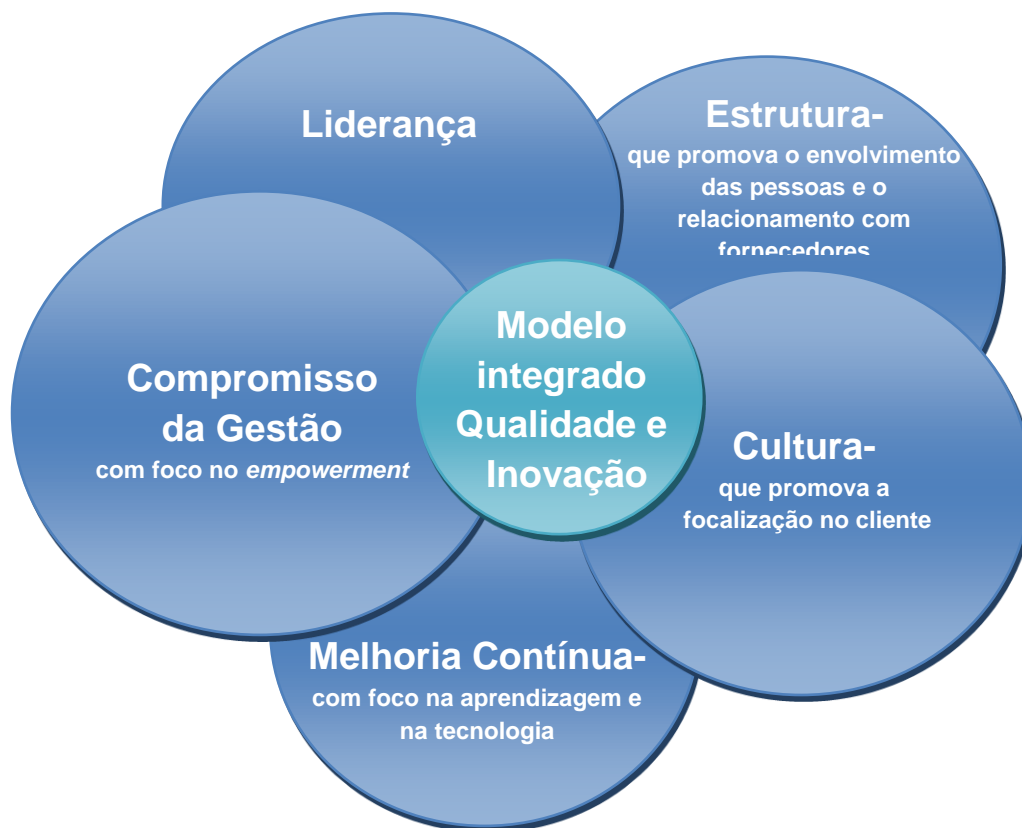 Liderança
Estrutura-
que promova o envolvimento
das pessoas e o
relacionamento com
fornecedores
Modelo
integrado
Qualidade e
Inovação
Compromisso
da Gestão
com foco no empowerment
Cultura-
que promova a
focalização no cliente
Melhoria Contínua-
com foco na aprendizagem e
na tecnologia